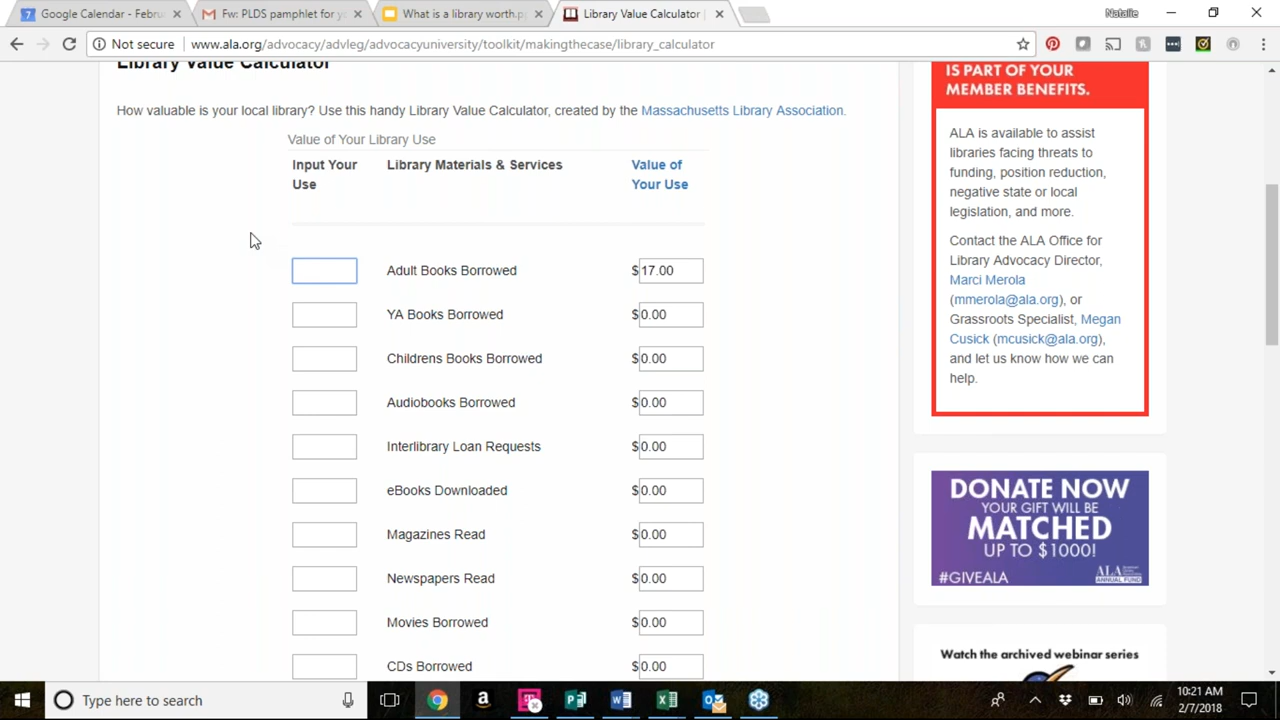 Google Calendar - Febru
Fw: PLDS pamphlet for y
What is a library worth.p
Library Value Calculator
Natalie
Not secure
www.ala.org/advocacy/advleg/advocacyuniversity/toolkit/makingthecase/library_calculator
Library Value Calculator
How valuable is your local library? Use this handy Library Value Calculator, created by the Massachusetts Library Association.
Value of Your Library Use
Input Your Use
Library Materials & Services
Value of Your Use
Adult Books Borrowed $17.00
YA Books Borrowed $0.00
Childrens Books Borrowed $0.00
Audiobooks Borrowed $0.00
Interlibrary Loan Requests $0.00
eBooks Downloaded $0.00
Magazines Read $0.00
Newspapers Read $0.00
Movies Borrowed $0.00
CDs Borrowed $0.00
IS PART OF YOUR
MEMBER BENEFITS.
ALA is available to assist
libraries facing threats to
funding, position reduction,
negative state or local
legislation, and more.
Contact the ALA Office for
Library Advocacy Director,
Marci Merola
(mmerola@ala.org), or
Grassroots Specialist, Megan
Cusick (mcusick@ala.org),
and let us know how we can
help.
DONATE NOW
YOUR GIFT WILL BE
MATCHED
UP TO $1000!
#GIVEALA
ALA
ANNUAL FUND
Watch the archived webinar series
Type here to search
10:21 AM
2/7/2018